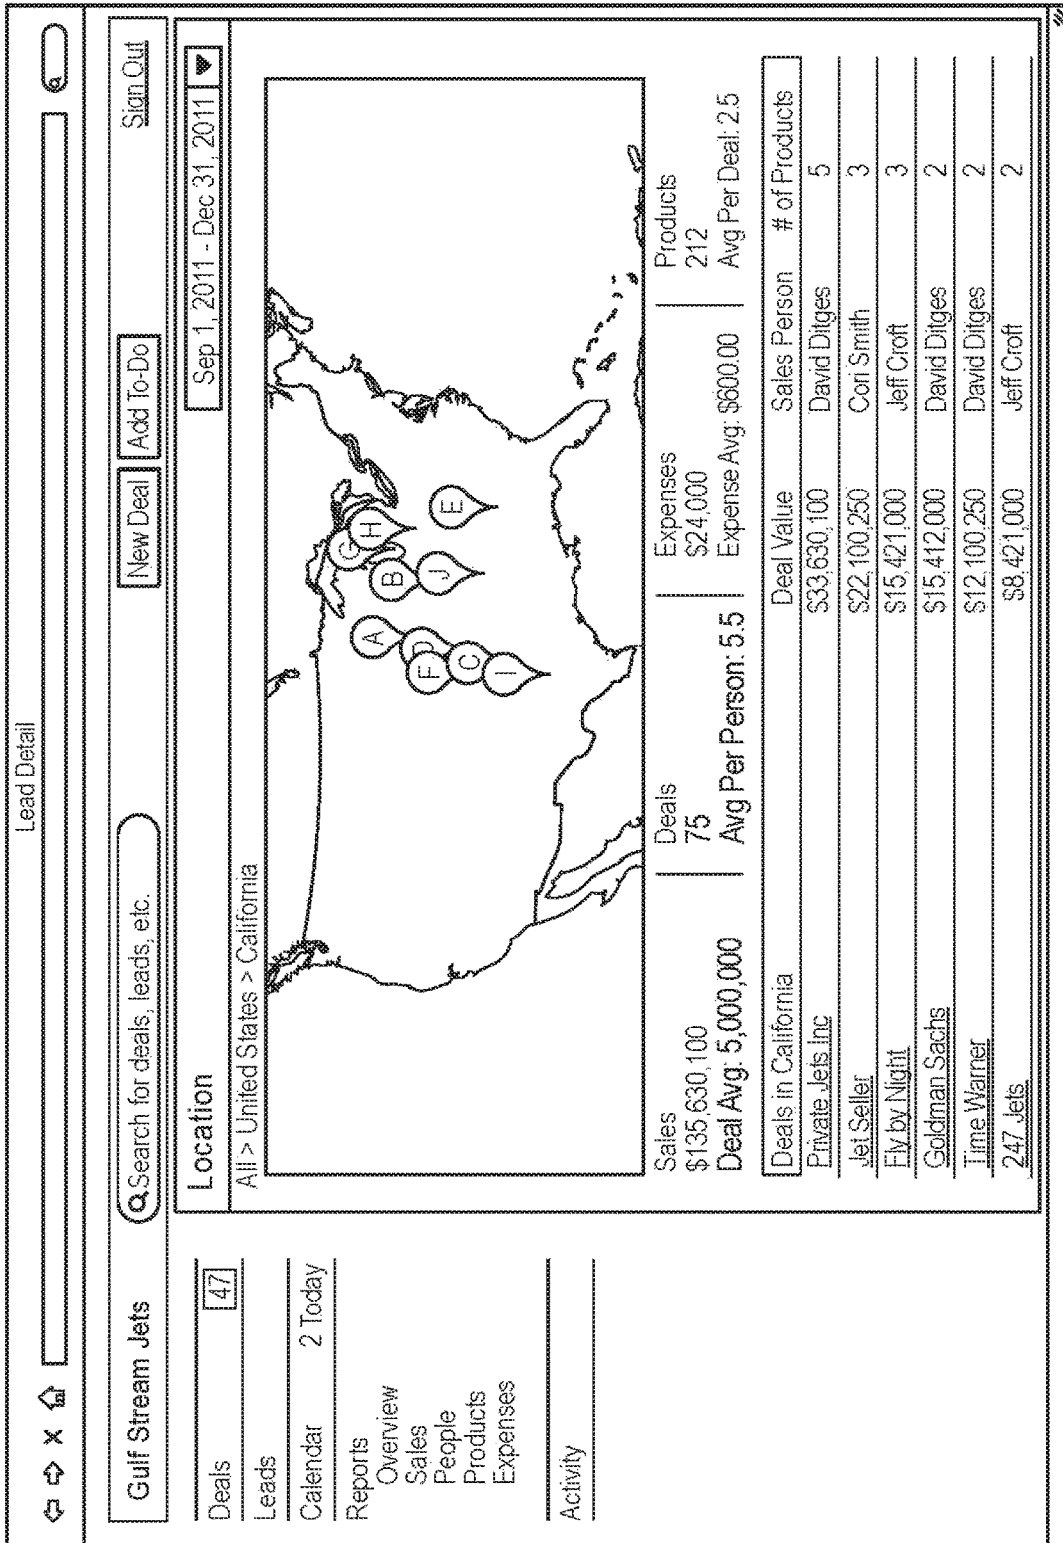 Lead Detail
Gulf Stream Jets
Search for deals, leads, etc.
New Deal
Add To-Do
Sign Out
Deals 47
Leads
Calendar 2 Today
Reports
Overview
Sales
People
Products
Expenses
Activity
Location
Sep 1, 2011 - Dec 31, 2011
All > United States > California
A
B
C
D
E
F
G
H
I
J
Sales
$135,630,100
Deal Avg: 5,000,000
Deals
75
Avg Per Person: 5.5
Expenses
$24,000
Expense Avg: $600.00
Products
212
Avg Per Deal: 2.5
Deals in California Deal Value Sales Person # of Products
Private Jets Inc $33,630,100 David Ditges 5
Jet Seller $22,100,250 Cori Smith 3
Fly by Night $15,421,000 Jeff Croft 3
Goldman Sachs $15,412,000 David Ditges 2
Time Warner $12,100,250 David Ditges 2
247 Jets $8,421,000 Jeff Croft 2